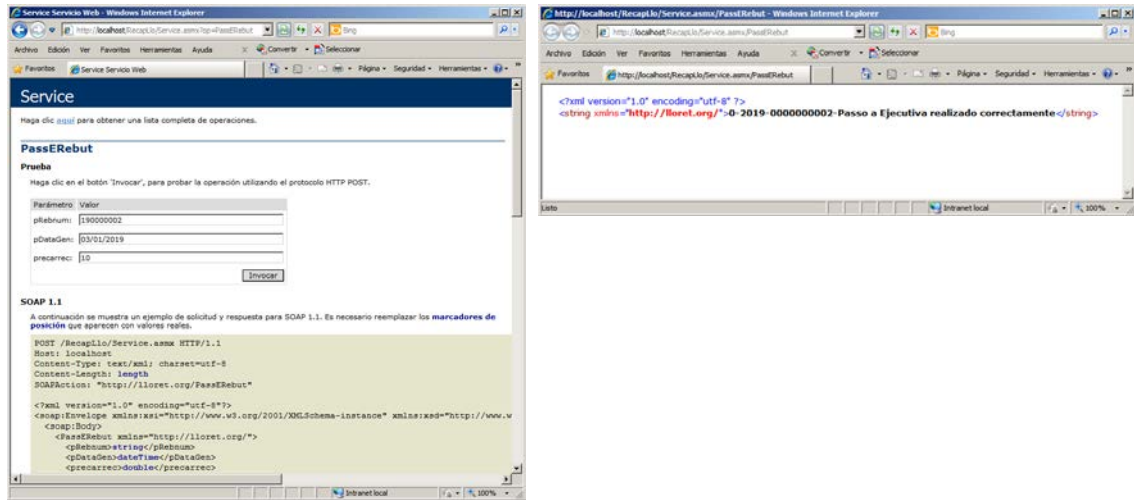 Service Servicio Web - Windows Internet Explorer
http://localhost/RecapLlo/Service.asmx?op=PassERebut
Bing
Archivo Edición Ver Favoritos Herramientas Ayuda
x Convertir Seleccionar
Favoritos Service Servicio Web
Página Seguridad Herramientas
Service
Haga clic aquí para obtener una lista completa de operaciones.
PassERebut
Prueba
Haga clic en el botón 'Invocar', para probar la operación utilizando el protocolo HTTP POST.
Parámetro Valor
pRebnum: 190000002
pDataGen: 03/01/2019
precarrec: 10
Invocar
SOAP 1.1
A continuación se muestra un ejemplo de solicitud y respuesta para SOAP 1.1. Es necesario reemplazar los marcadores de
posición que aparecen con valores reales.
POST /RecapLlo/Service.asmx HTTP/1.1
Host: localhost
Content-Type: text/xml; charset=utf-8
Content-Length: length
SOAPAction: "http://lloret.org/PassERebut"
<?xml version="1.0" encoding="utf-8"?>
<soap:Envelope xmlns:xsi="http://www.w3.org/2001/XMLSchema-instance" xmlns:xsd="http://www.w
<soap:Body>
<PassERebut xmlns="http://lloret.org/">
<pRebnum>string</pRebnum>
<pDataGen>dateTime</pDataGen>
<precarrec>double</precarrec>
Intranet local 100%
http://localhost/RecapLlo/Service.asmx/PassERebut - Windows Internet Explorer
http://localhost/RecapLlo/Service.asmx/PassERebut
Bing
Archivo Edición Ver Favoritos Herramientas Ayuda
x Convertir Seleccionar
Favoritos http://localhost/RecapLlo/Service.asmx/PassERebut
Página Seguridad Herramientas
<?xml version="1.0" encoding="utf-8" ?>
<string xmlns="http://lloret.org/">0-2019-0000000002-Passo a Ejecutiva realizado correctamente</string>
Listo
Intranet local 100%